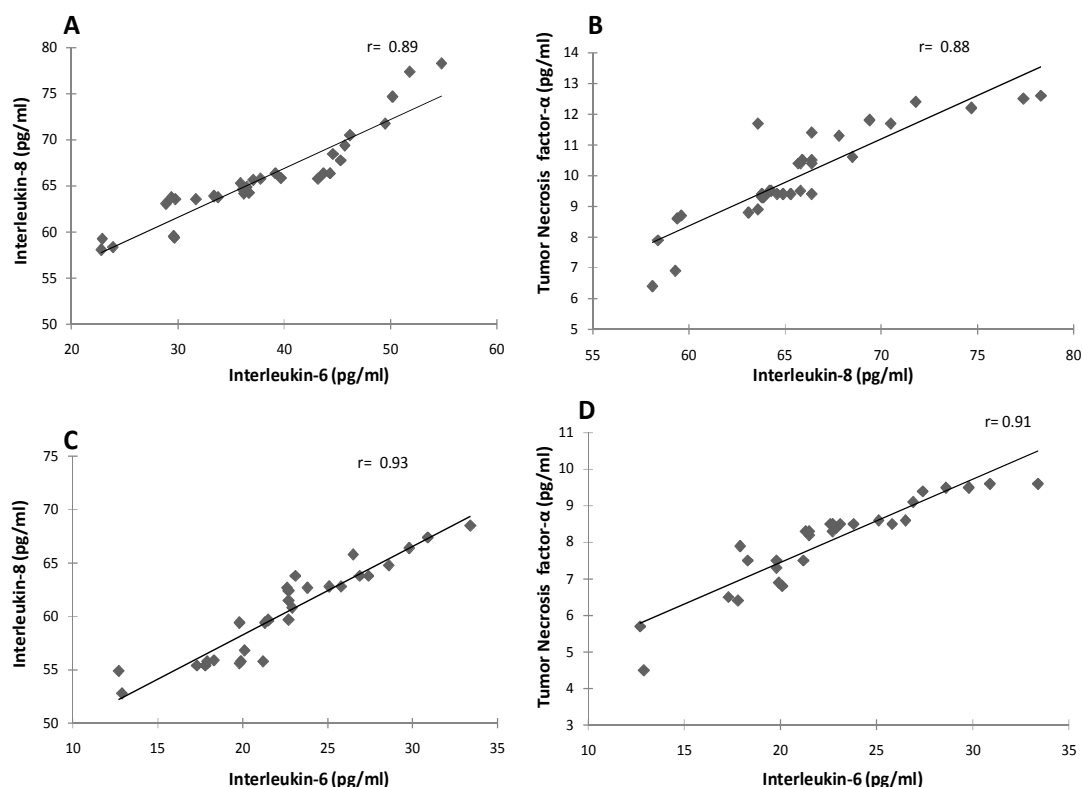 A
r= 0.89
Interleukin-8 (pg/ml)
80
75
70
65
60
55
50
20 30 40 50 60
Interleukin-6 (pg/ml)
B
r= 0.88
Tumor Necrosis factor-α (pg/ml)
14
13
12
11
10
9
8
7
6
5
55 60 65 70 75 80
Interleukin-8 (pg/ml)
C
r= 0.93
Interleukin-8 (pg/ml)
75
70
65
60
55
50
10 15 20 25 30 35
Interleukin-6 (pg/ml)
D
r= 0.91
Tumor Necrosis factor-α (pg/ml)
11
10
9
8
7
6
5
4
3
10 15 20 25 30 35
Interleukin-6 (pg/ml)